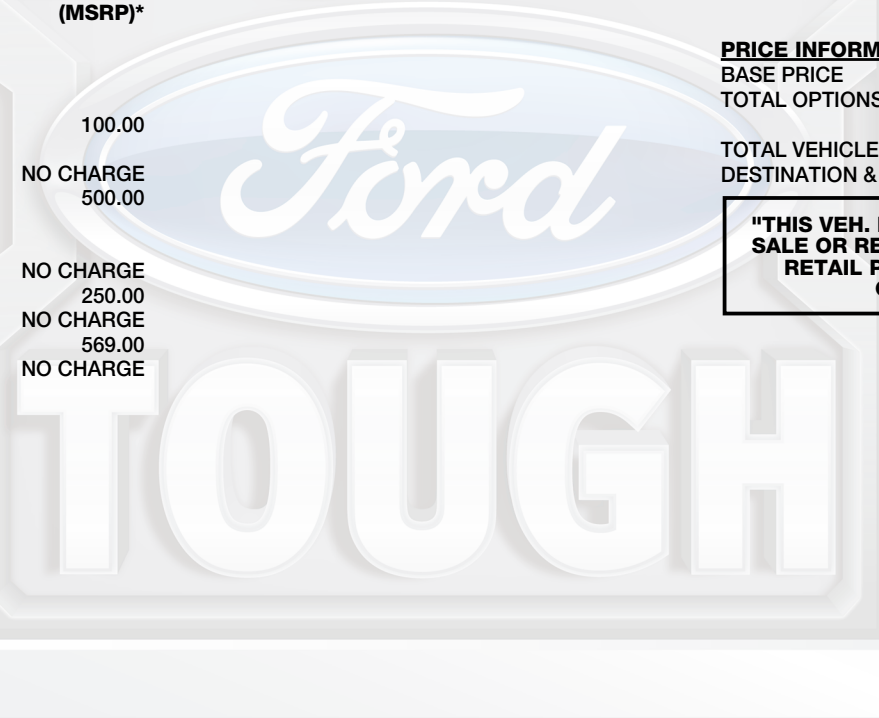 (MSRP)*
100.00
NO CHARGE
500.00
NO CHARGE
250.00
NO CHARGE
569.00
NO CHARGE
PRICE INFORM
BASE PRICE
TOTAL OPTIONS
TOTAL VEHICLE
DESTINATION &
"THIS VEH.
SALE OR RE
RETAIL P
Ford
TOUGH